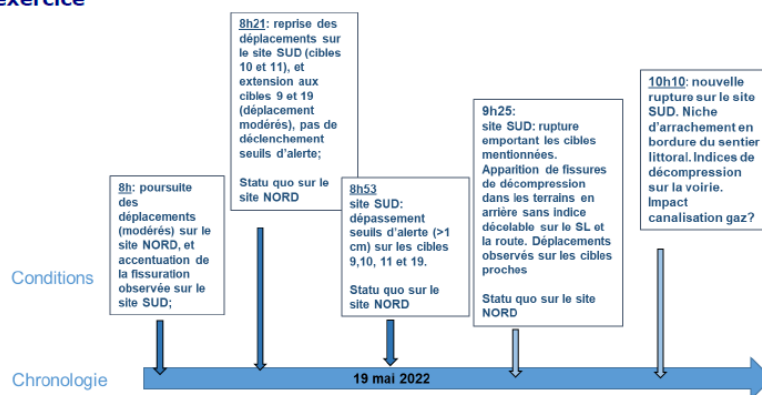 exercice
8h21: reprise des
déplacements sur
le site SUD (cibles
10 et 11), et
extension aux
cibles 9 et 19
(déplacement
modérés), pas de
déclenchement
seuils d'alerte;
Statu quo sur le
site NORD
10h10: nouvelle
rupture sur le site
SUD. Niche
d'arrachement en
bordure du sentier
littoral. Indices de
décompression
sur la voirie.
Impact
canalisation gaz?
9h25:
site SUD: rupture
emportant les cibles
mentionnées.
Apparition de fissures
de décompression
dans les terrains en
arrière sans indice
décelable sur le SL et
la route. Déplacements
observés sur les cibles
proches
Statu quo sur le site
NORD
8h: poursuite
des
déplacements
(modérés) sur le
site NORD, et
accentuation de
la fissuration
observée sur le
site SUD;
8h53
site SUD:
dépassement
seuils d'alerte (>1
cm) sur les cibles
9,10, 11 et 19.
Statu quo sur le
site NORD
Conditions
Chronologie
19 mai 2022